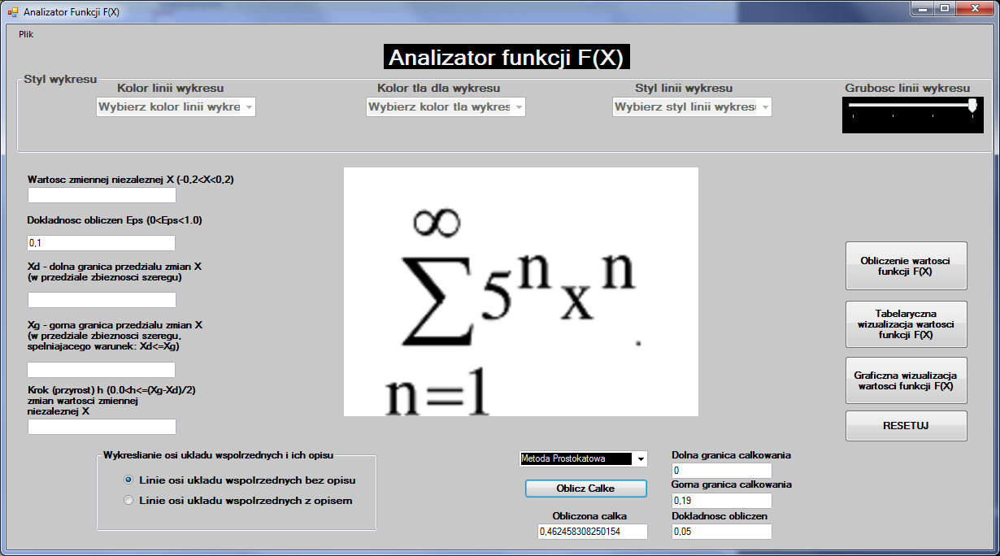 Analizator Funkcji F(X)
Plik
Analizator funkcji F(X)
Styl wykresu
Kolor linii wykresu
Wybierz kolor linii wykre
Kolor tla dla wykresu
Wybierz kolor tla wykres
Styl linii wykresu
Wybierz styl linii wykresu
Grubosc linii wykresu
Wartosc zmiennej niezaleznej X (-0,2<X<0,2)
Dokladnosc obliczen Eps (0<Eps<1.0)
0,1
Xd - dolna granica przedzialu zmian X
(w przedziale zbieznosci szeregu)
Xg - gorna granica przedzialu zmian X
(w przedziale zbieznosci szeregu,
spelniajacego warunek: Xd<=Xg)
Krok (przyrost) h (0.0<h<=(Xg-Xd)/2)
zmian wartosci zmiennej
niezaleznej X
∞
∑ 5ⁿxⁿ.
n=1
Obliczenie wartosci
funkcji F(X)
Tabelaryczna
wizualizacja wartosci
funkcji F(X)
Graficzna wizualizacja
wartosci funkcji F(X)
RESETUJ
Wykreslianie osi ukladu wspolrzednych i ich opisu
Linie osi ukladu wspolrzednych bez opisu
Linie osi ukladu wspolrzednych z opisem
Metoda Prostokatowa
Oblicz Calke
Obliczona calka
0,462458308250154
Dolna granica calkowania
0
Gorna granica calkowania
0,19
Dokladnosc obliczen
0,05